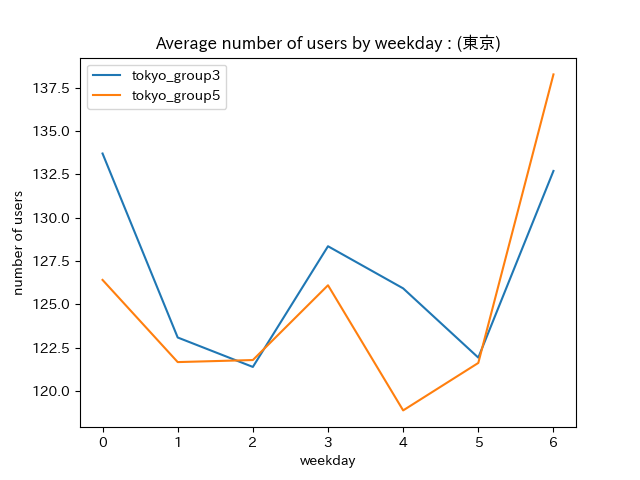 Average number of users by weekday : (東京)
tokyo_group3
tokyo_group5
137.5
135.0
132.5
130.0
127.5
125.0
122.5
120.0
number of users
0 1 2 3 4 5 6
weekday